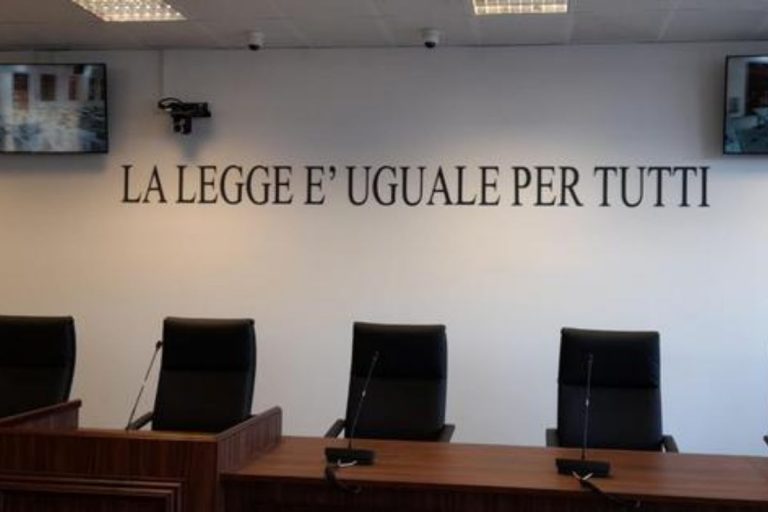 LA LEGGE E' UGUALE PER TUTTI